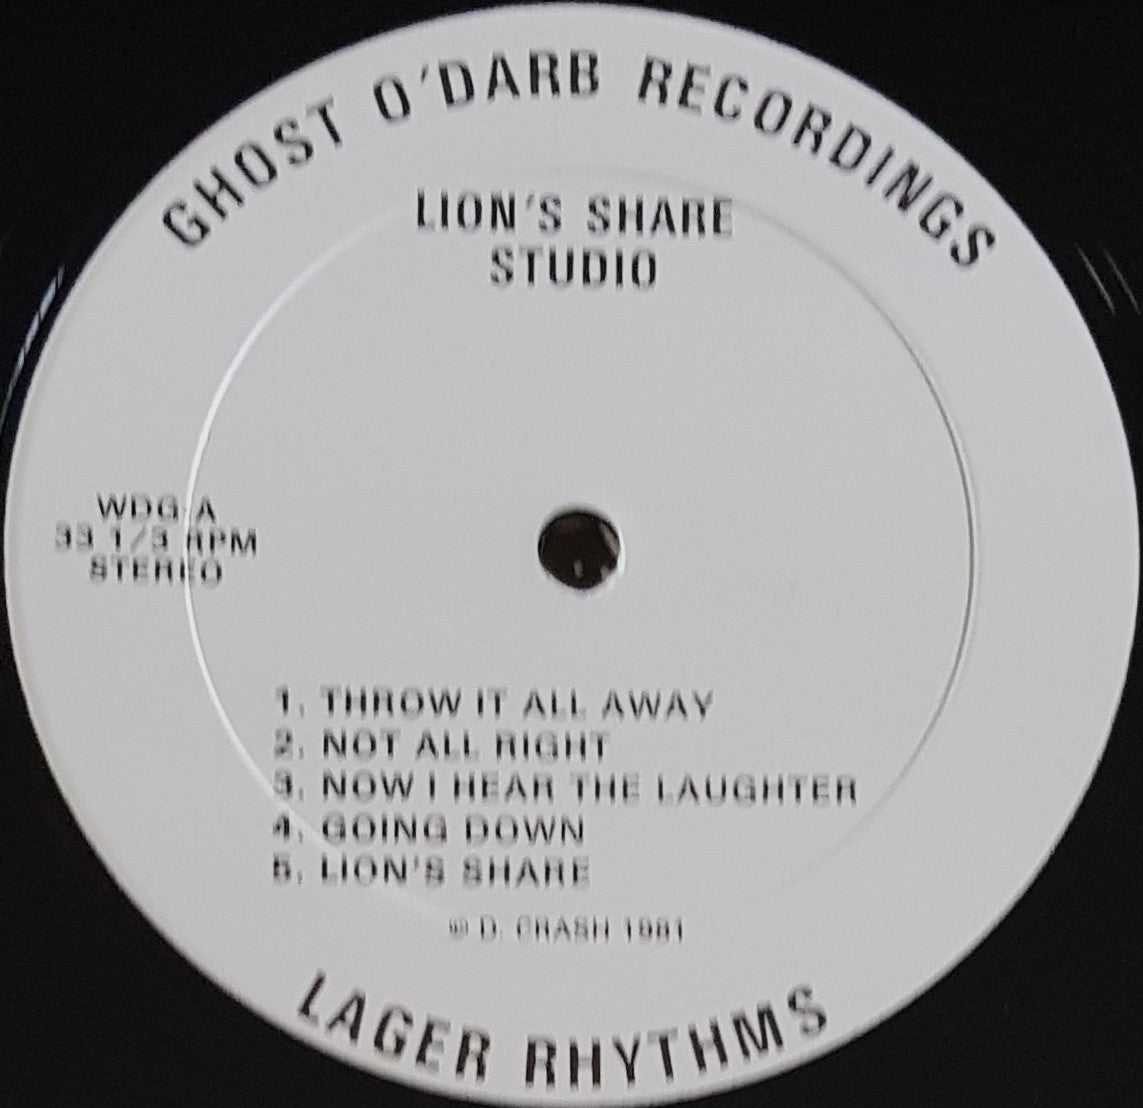 GHOST O'DARB RECORDINGS
LION'S SHARE
STUDIO
WDG-A
33 1/3 RPM
STEREO
1. THROW IT ALL AWAY
2. NOT ALL RIGHT
3. NOW I HEAR THE LAUGHTER
4. GOING DOWN
5. LION'S SHARE
℗ D. CRASH 1981
LAGER RHYTHMS